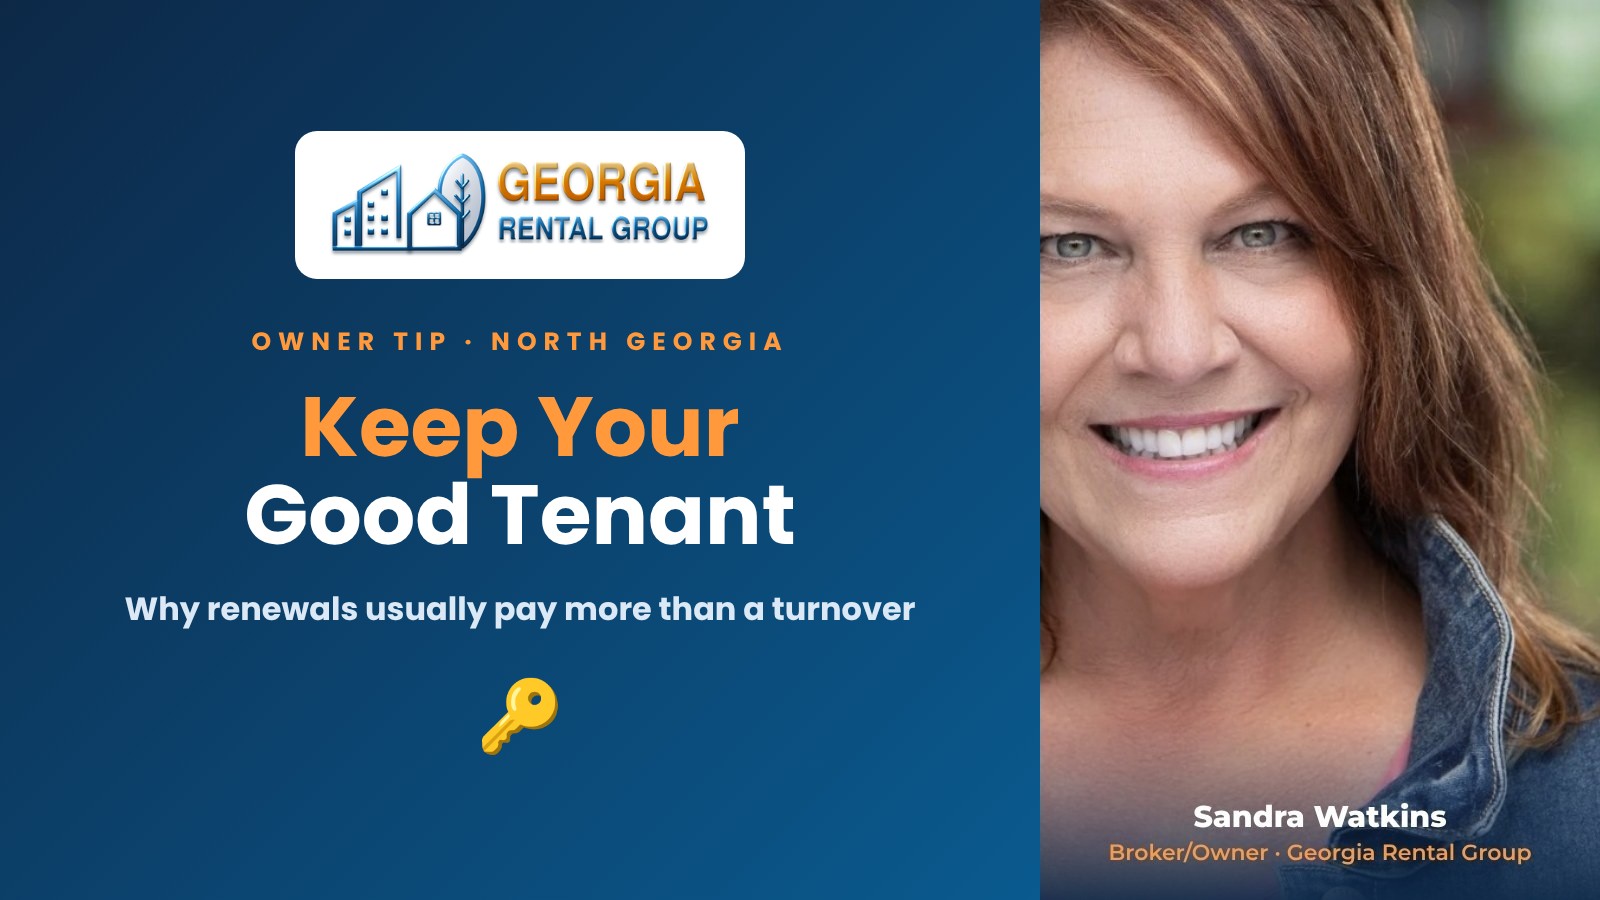 GEORGIA
RENTAL GROUP
OWNER TIP · NORTH GEORGIA
Keep Your
Good Tenant
Why renewals usually pay more than a turnover
Sandra Watkins
Broker/Owner · Georgia Rental Group